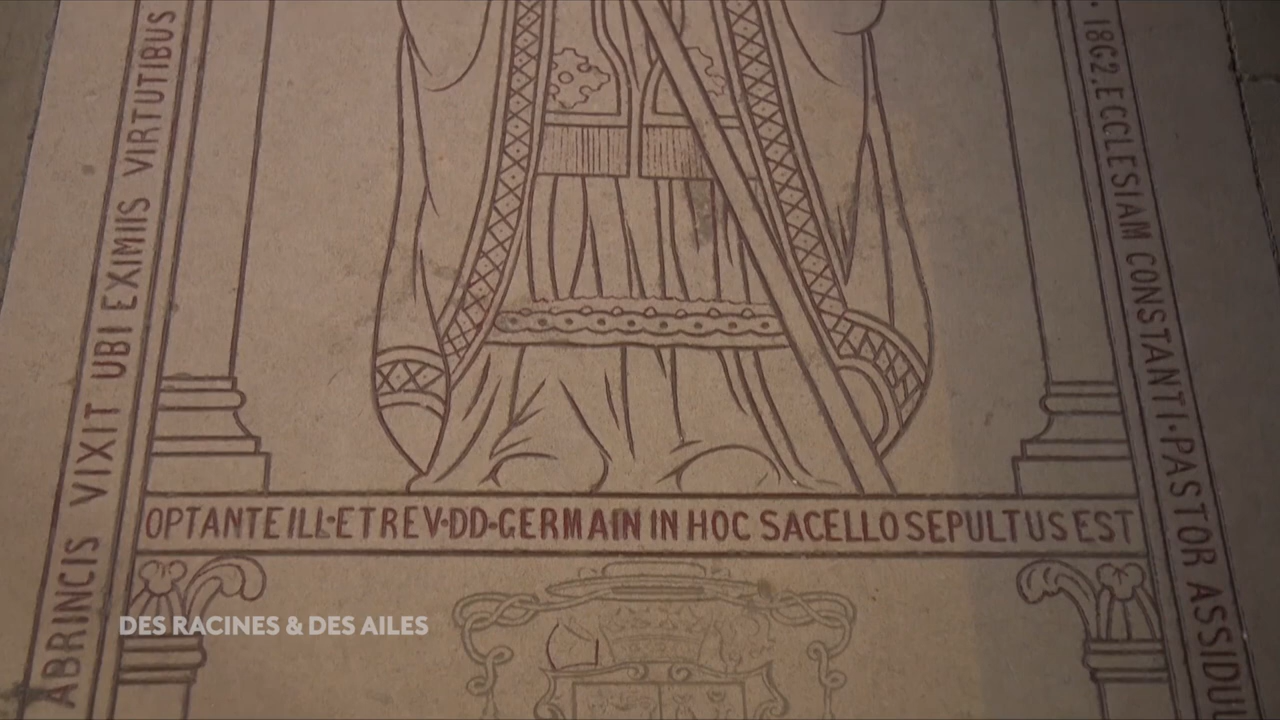 ABRINCIS VIXIT UBI EXIMIIS VIRTUTIBUS
· 1862. ECCLESIAM CONSTANTI · PASTOR ASSIDUI
OPTANTE ILL·ET REV·DD·GERMAIN IN HOC SACELLO SEPULTUS EST
DES RACINES & DES AILES